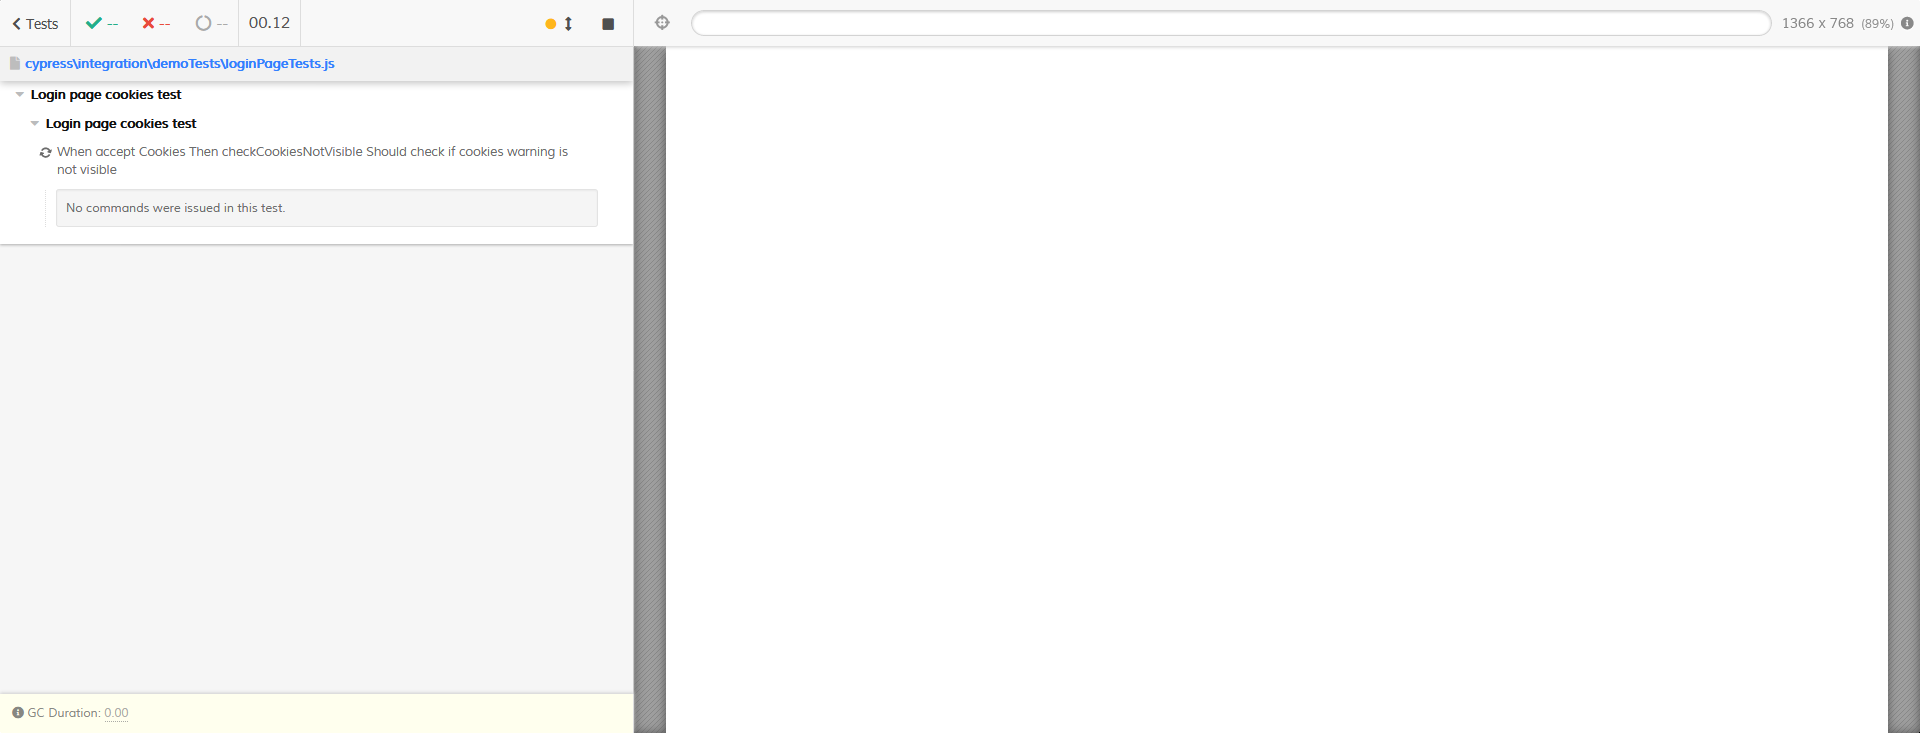 Tests -- -- -- 00.12 1366 x 768 (89%)
cypress\integration\demoTests\loginPageTests.js
Login page cookies test
Login page cookies test
When accept Cookies Then checkCookiesNotVisible Should check if cookies warning is
not visible
No commands were issued in this test.
GC Duration: 0.00